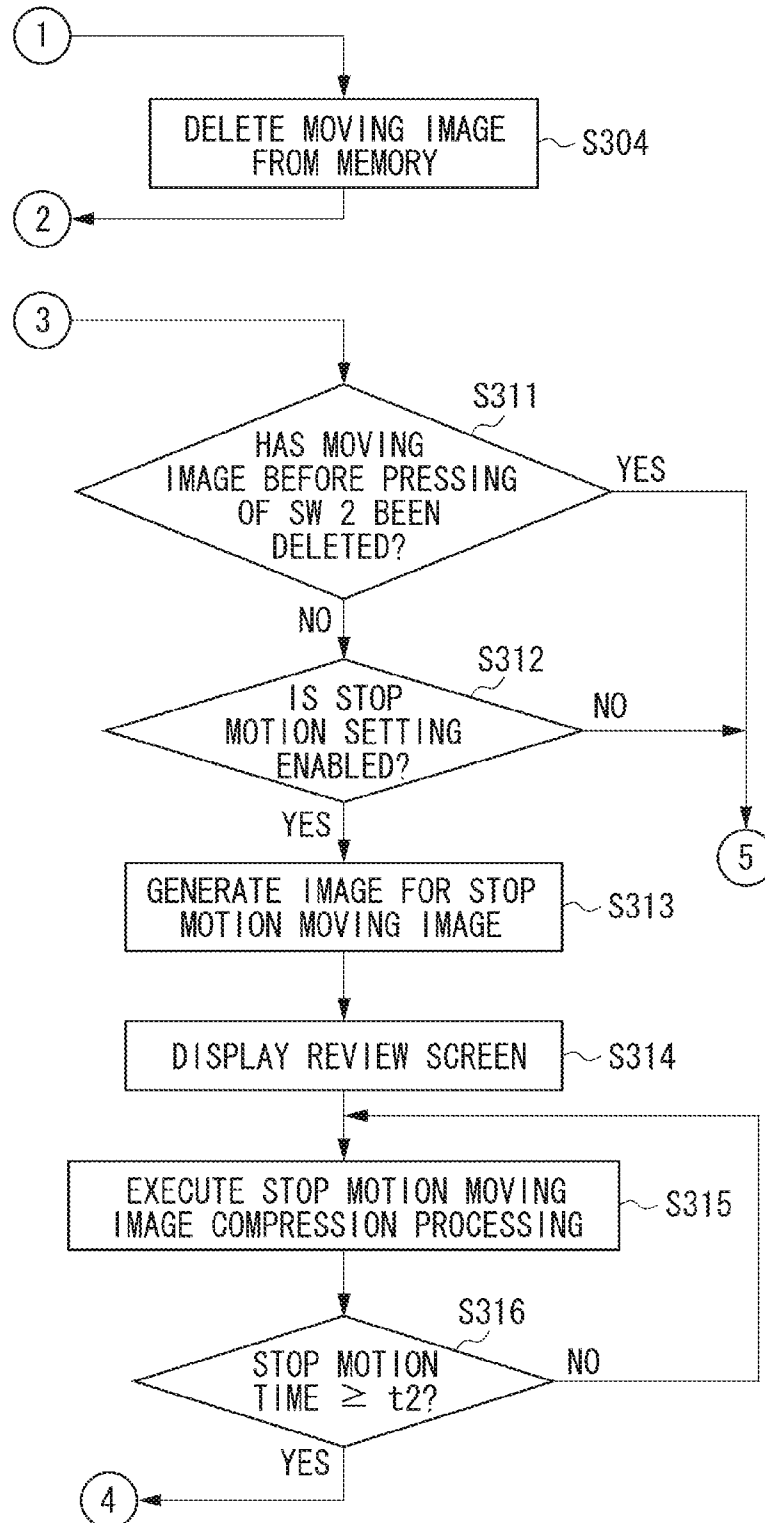 1
DELETE MOVING IMAGE
FROM MEMORY
S304
2
3
S311
HAS MOVING
IMAGE BEFORE PRESSING
OF SW 2 BEEN
DELETED?
YES
NO
S312
IS STOP
MOTION SETTING
ENABLED?
NO
YES
5
GENERATE IMAGE FOR STOP
MOTION MOVING IMAGE
S313
DISPLAY REVIEW SCREEN
S314
EXECUTE STOP MOTION MOVING
IMAGE COMPRESSION PROCESSING
S315
S316
STOP MOTION
TIME ≥ t2?
NO
YES
4